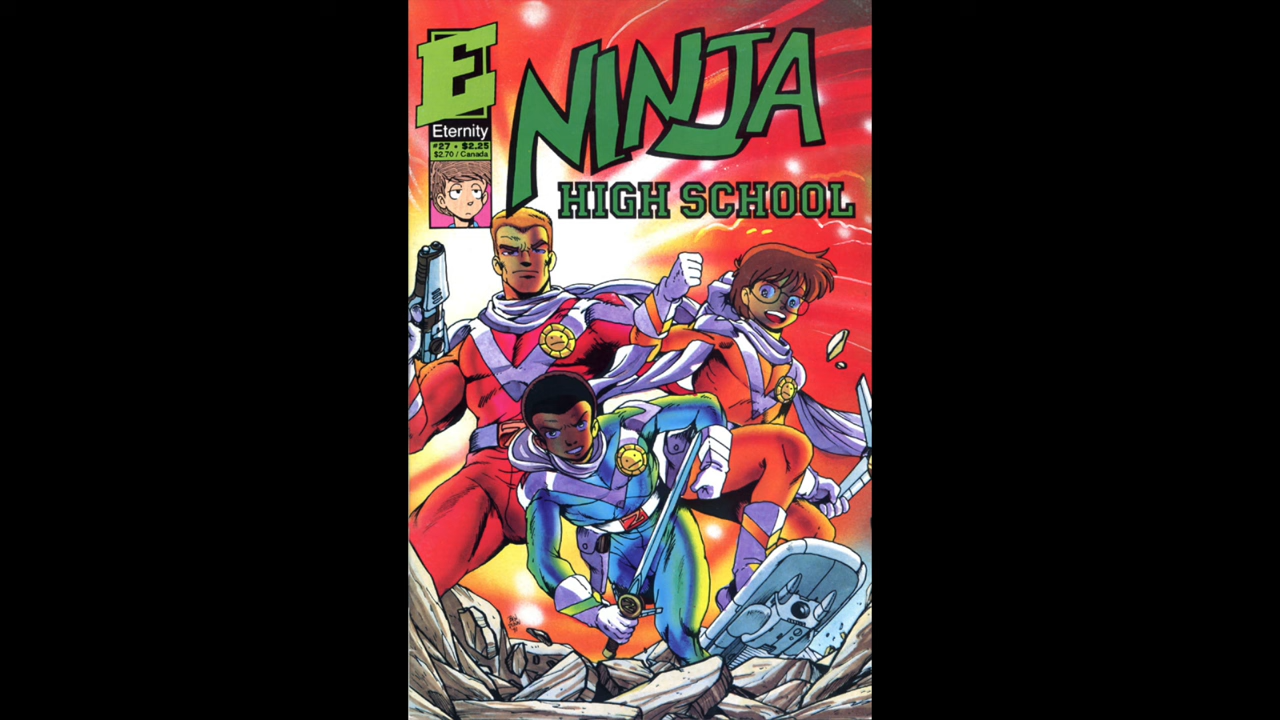 E
NINJA
Eternity
#27 • $2.25
$2.70 / Canada
HIGH SCHOOL
Z